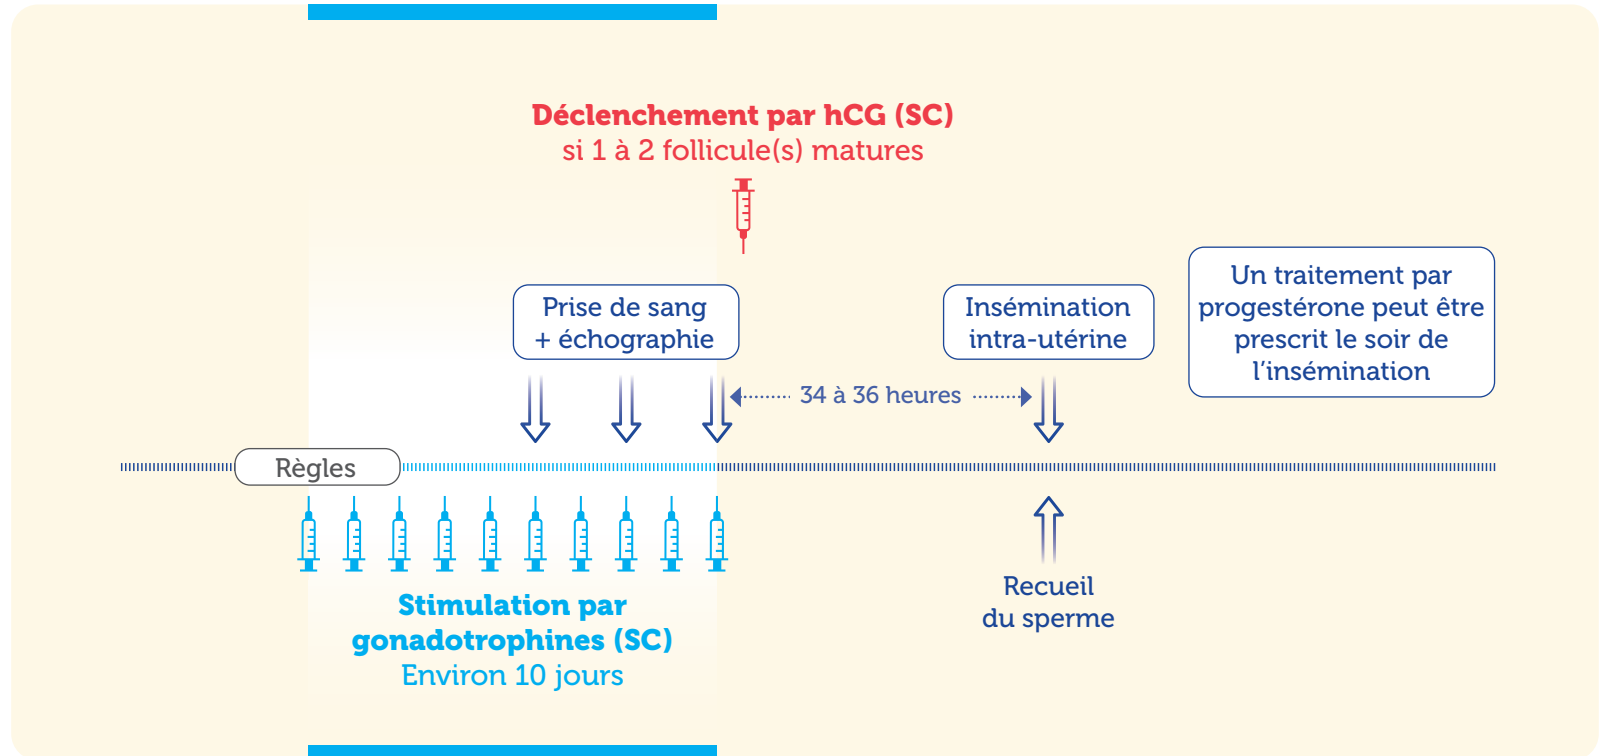 Déclenchement par hCG (SC)
si 1 à 2 follicule(s) matures
Prise de sang
+ échographie
Insémination
intra-utérine
Un traitement par
progestérone peut être
prescrit le soir de
l’insémination
34 à 36 heures
Règles
Stimulation par
gonadotrophines (SC)
Environ 10 jours
Recueil
du sperme